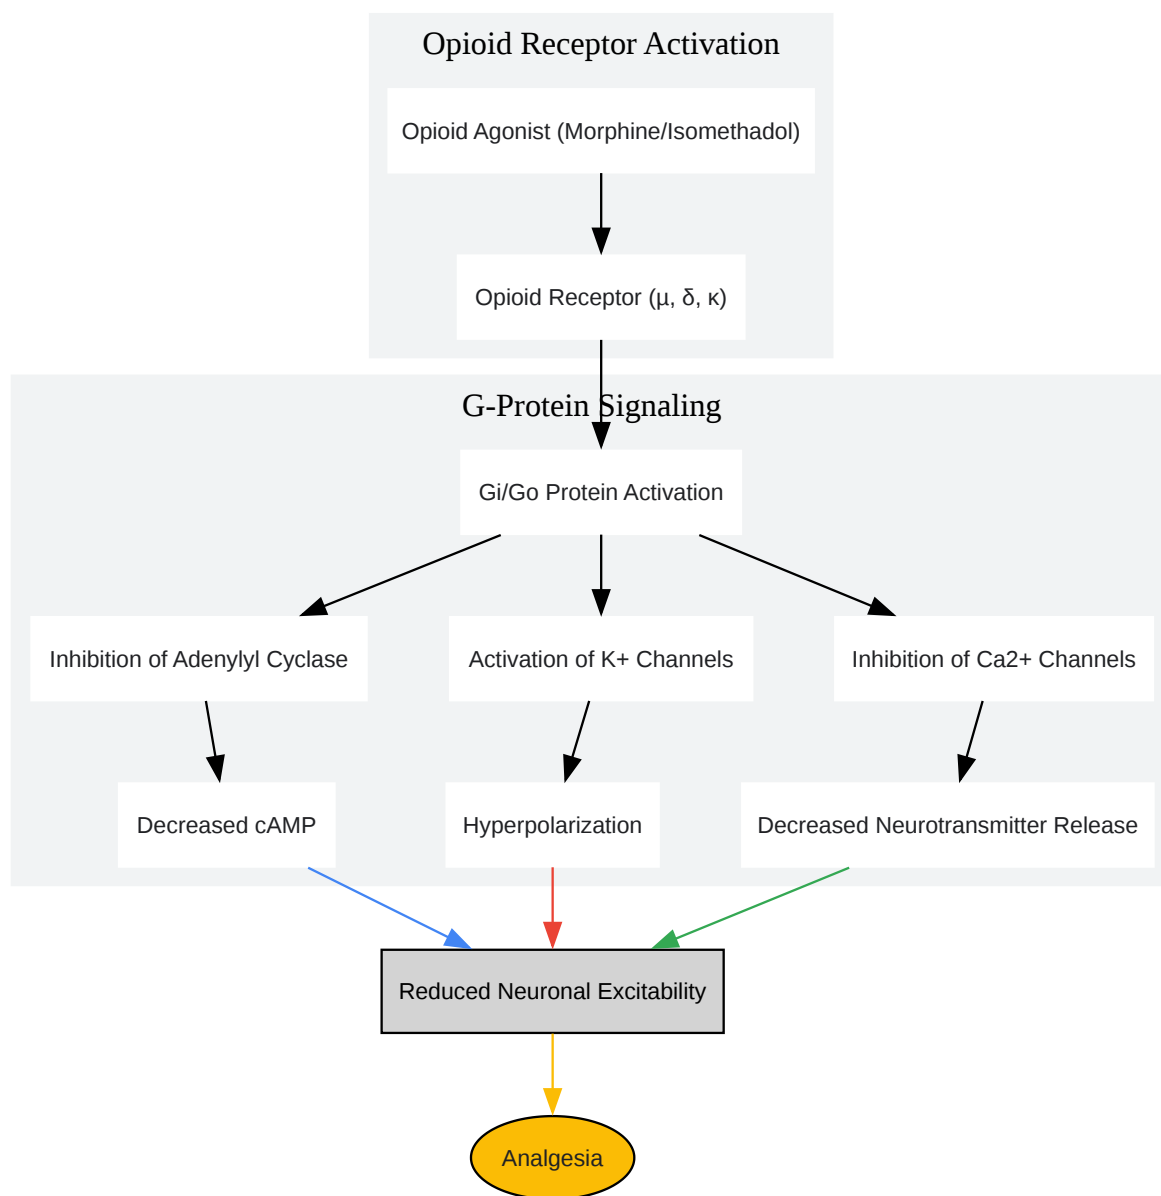 Opioid Receptor Activation
Opioid Agonist (Morphine/Isomethadol)
Opioid Receptor (μ, δ, κ)
G-Protein Signaling
Gi/Go Protein Activation
Inhibition of Adenylyl Cyclase
Activation of K+ Channels
Inhibition of Ca2+ Channels
Decreased cAMP
Hyperpolarization
Decreased Neurotransmitter Release
Reduced Neuronal Excitability
Analgesia